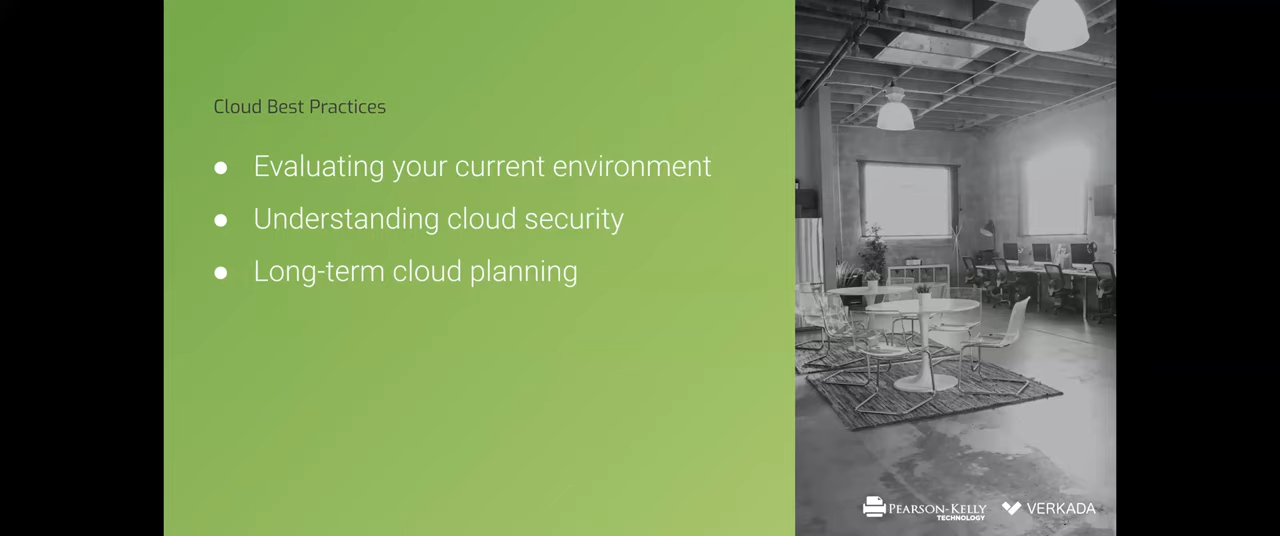 Cloud Best Practices
● Evaluating your current environment
● Understanding cloud security
● Long-term cloud planning
PEARSON-KELLY
TECHNOLOGY
VERKADA